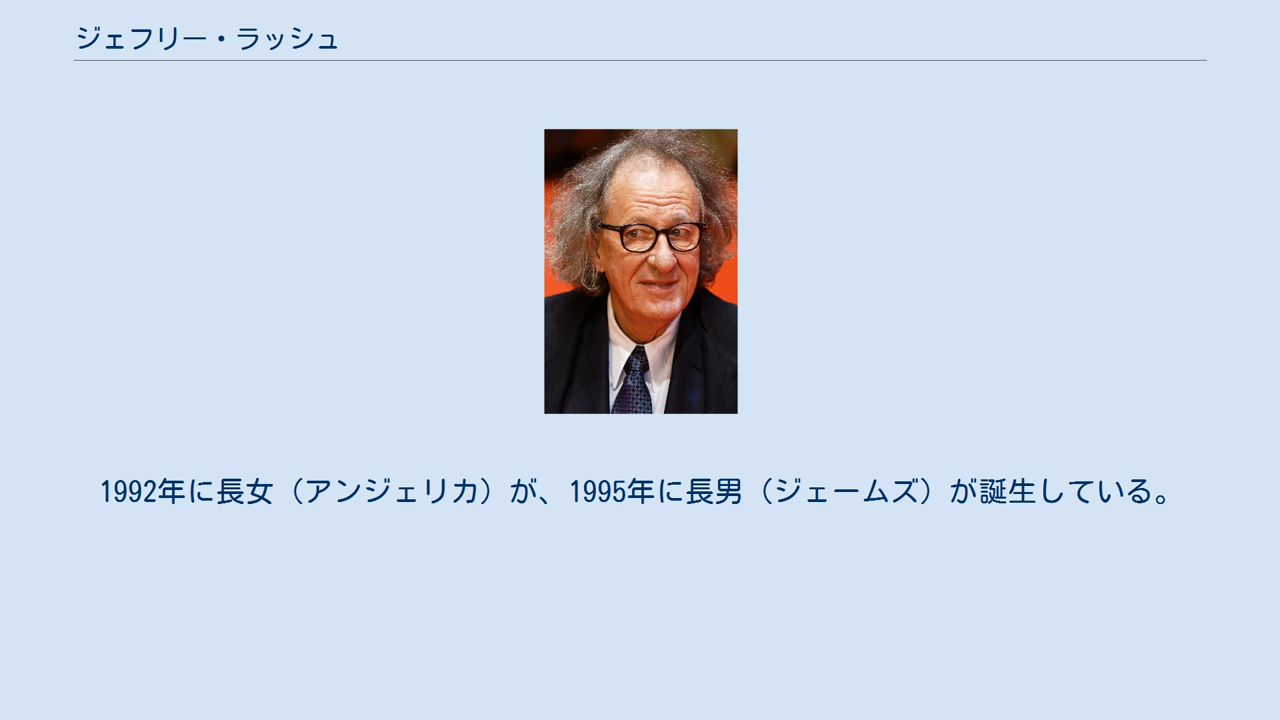 ジェフリー・ラッシュ
1992年に長女（アンジェリカ）が、1995年に長男（ジェームズ）が誕生している。